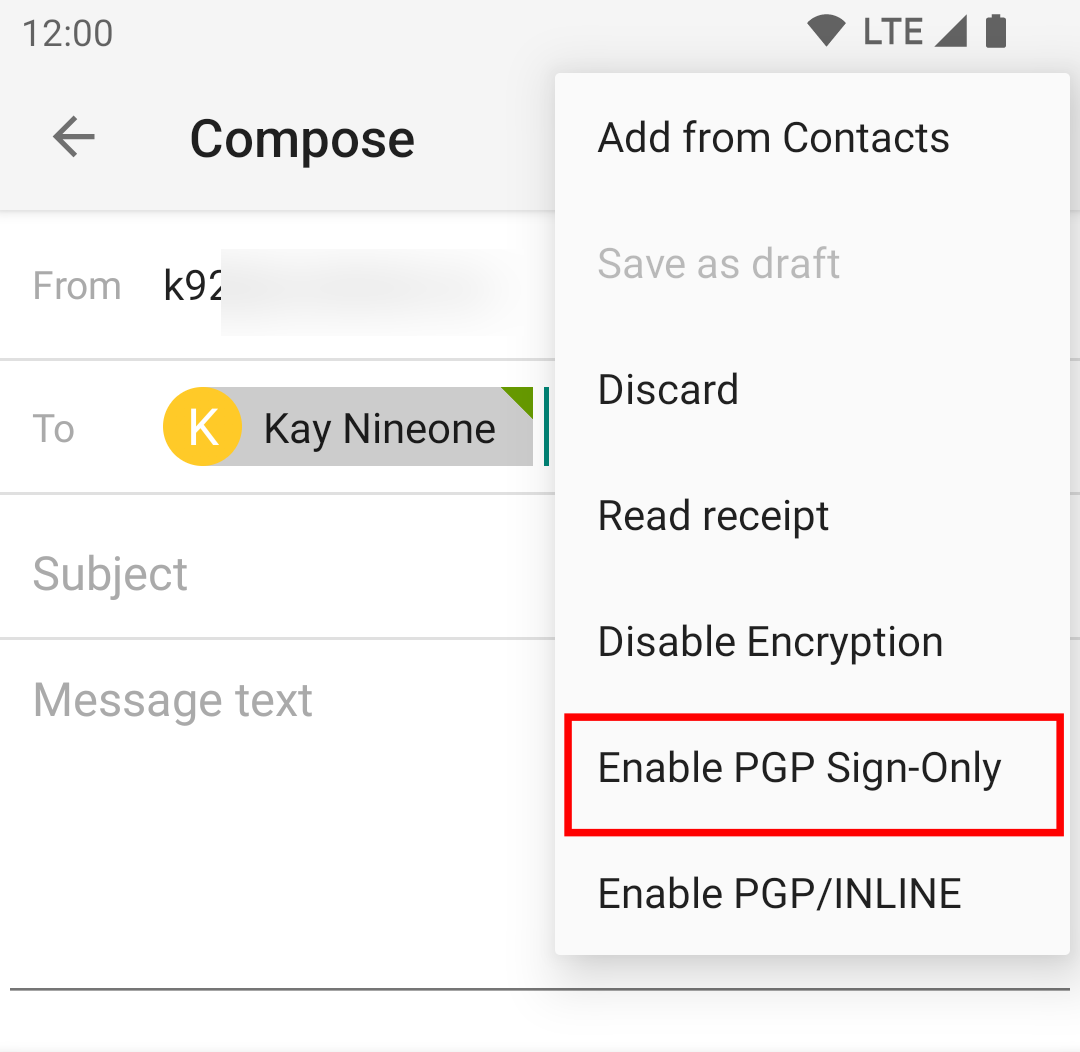 12:00
LTE
Compose
From
k92
To
K
Kay Nineone
Subject
Message text
Add from Contacts
Save as draft
Discard
Read receipt
Disable Encryption
Enable PGP Sign-Only
Enable PGP/INLINE